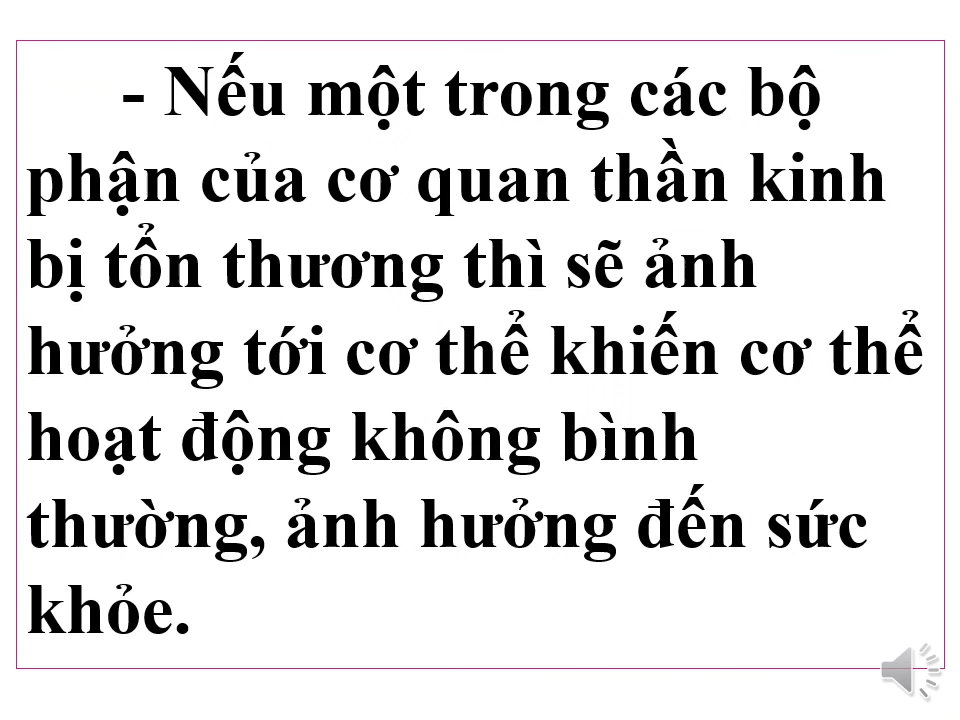 - Nếu một trong các bộ
phận của cơ quan thần kinh
bị tổn thương thì sẽ ảnh
hưởng tới cơ thể khiến cơ thể
hoạt động không bình
thường, ảnh hưởng đến sức
khỏe.